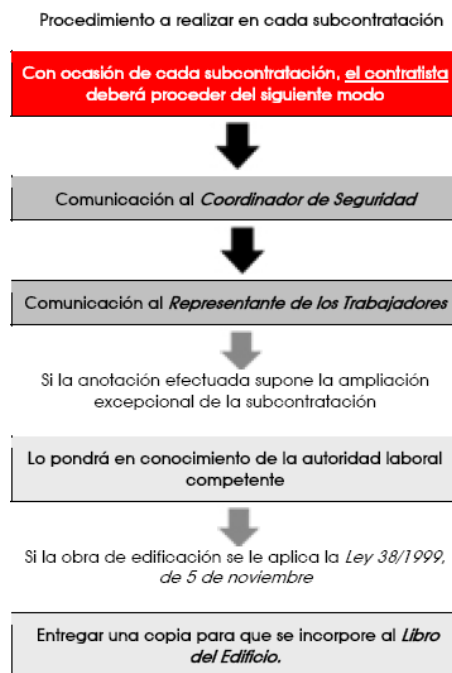 Procedimiento a realizar en cada subcontratación
Con ocasión de cada subcontratación, el contratista
deberá proceder del siguiente modo
Comunicación al Coordinador de Seguridad
Comunicación al Representante de los Trabajadores
Si la anotación efectuada supone la ampliación
excepcional de la subcontratación
Lo pondrá en conocimiento de la autoridad laboral
competente
Si la obra de edificación se le aplica la Ley 38/1999,
de 5 de noviembre
Entregar una copia para que se incorpore al Libro
del Edificio.